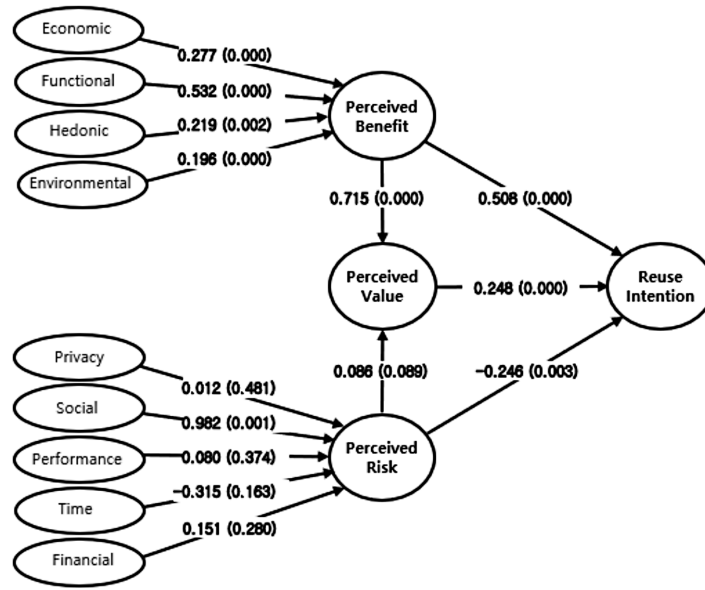 Economic
0.277 (0.000)
Functional
0.532 (0.000)
Hedonic
0.219 (0.002)
Environmental
0.196 (0.000)
Perceived
Benefit
0.715 (0.000)
0.508 (0.000)
Perceived
Value
0.248 (0.000)
Reuse
Intention
Privacy
0.012 (0.481)
Social
0.982 (0.001)
Performance
0.080 (0.374)
Time
-0.315 (0.163)
Financial
0.151 (0.280)
0.086 (0.089)
-0.246 (0.003)
Perceived
Risk